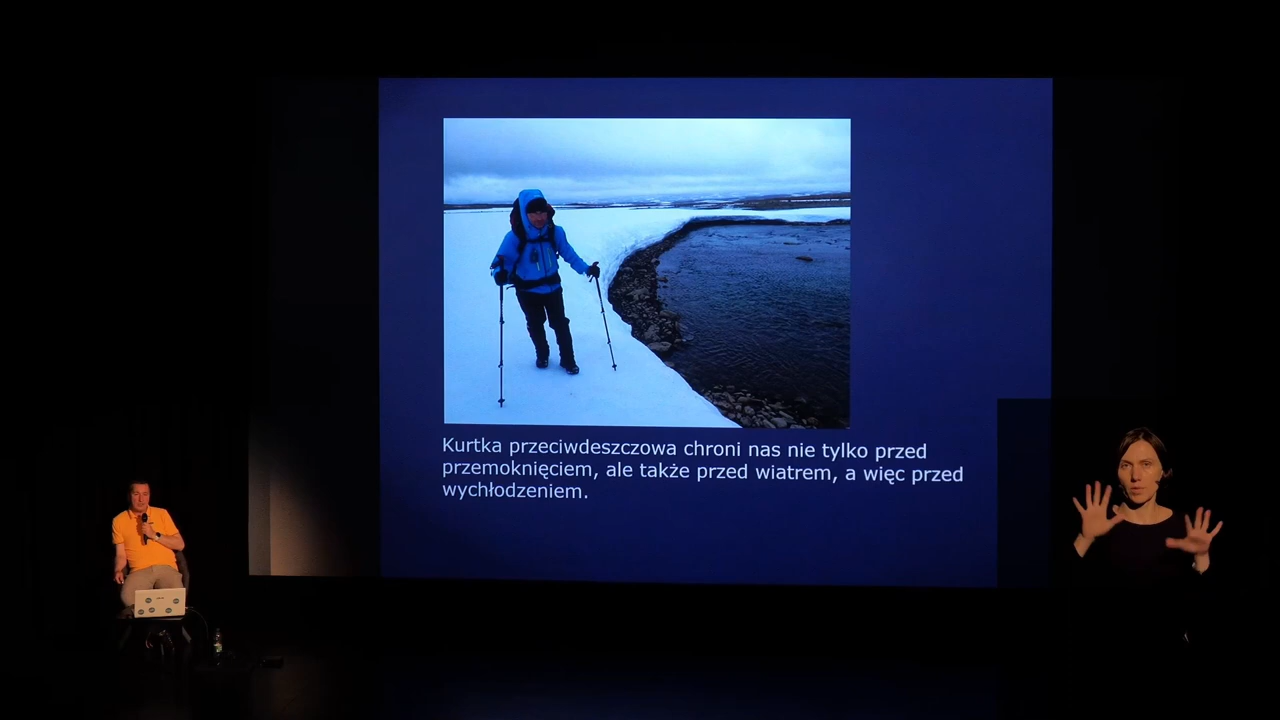 Kurtka przeciwdeszczowa chroni nas nie tylko przed
przemoknięciem, ale także przed wiatrem, a więc przed
wychłodzeniem.